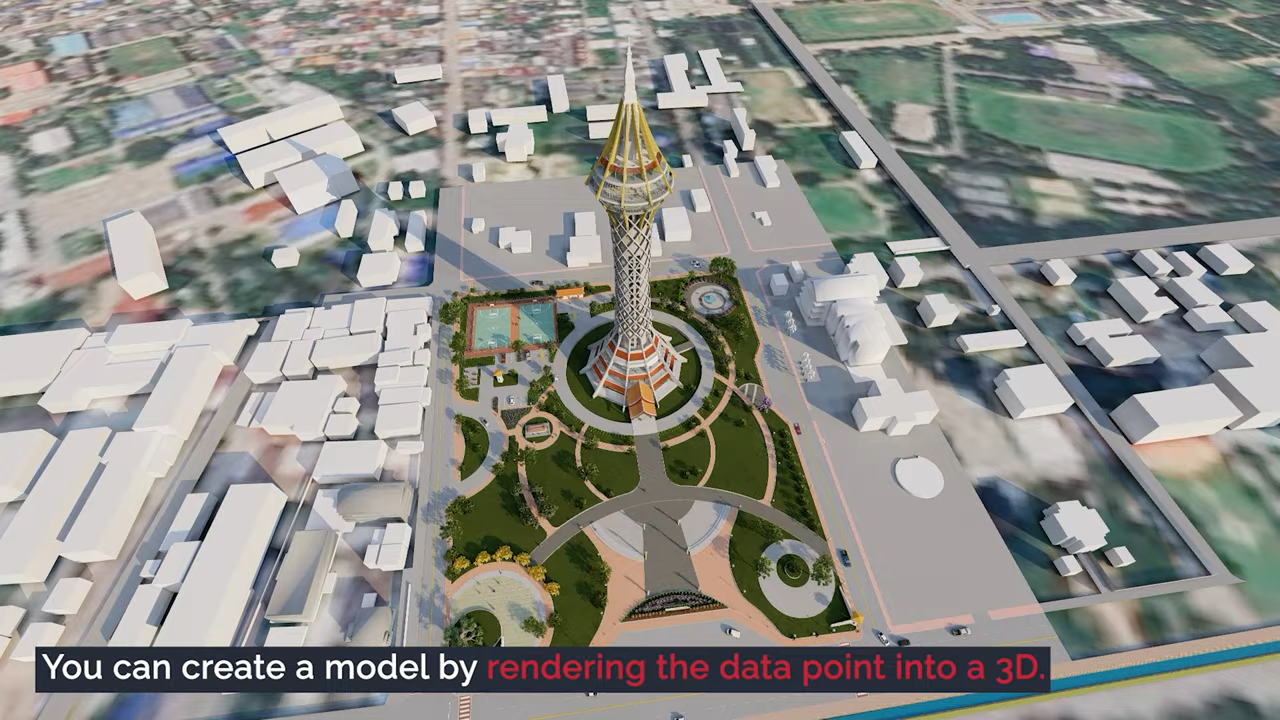 You can create a model by rendering the data point into a 3D.